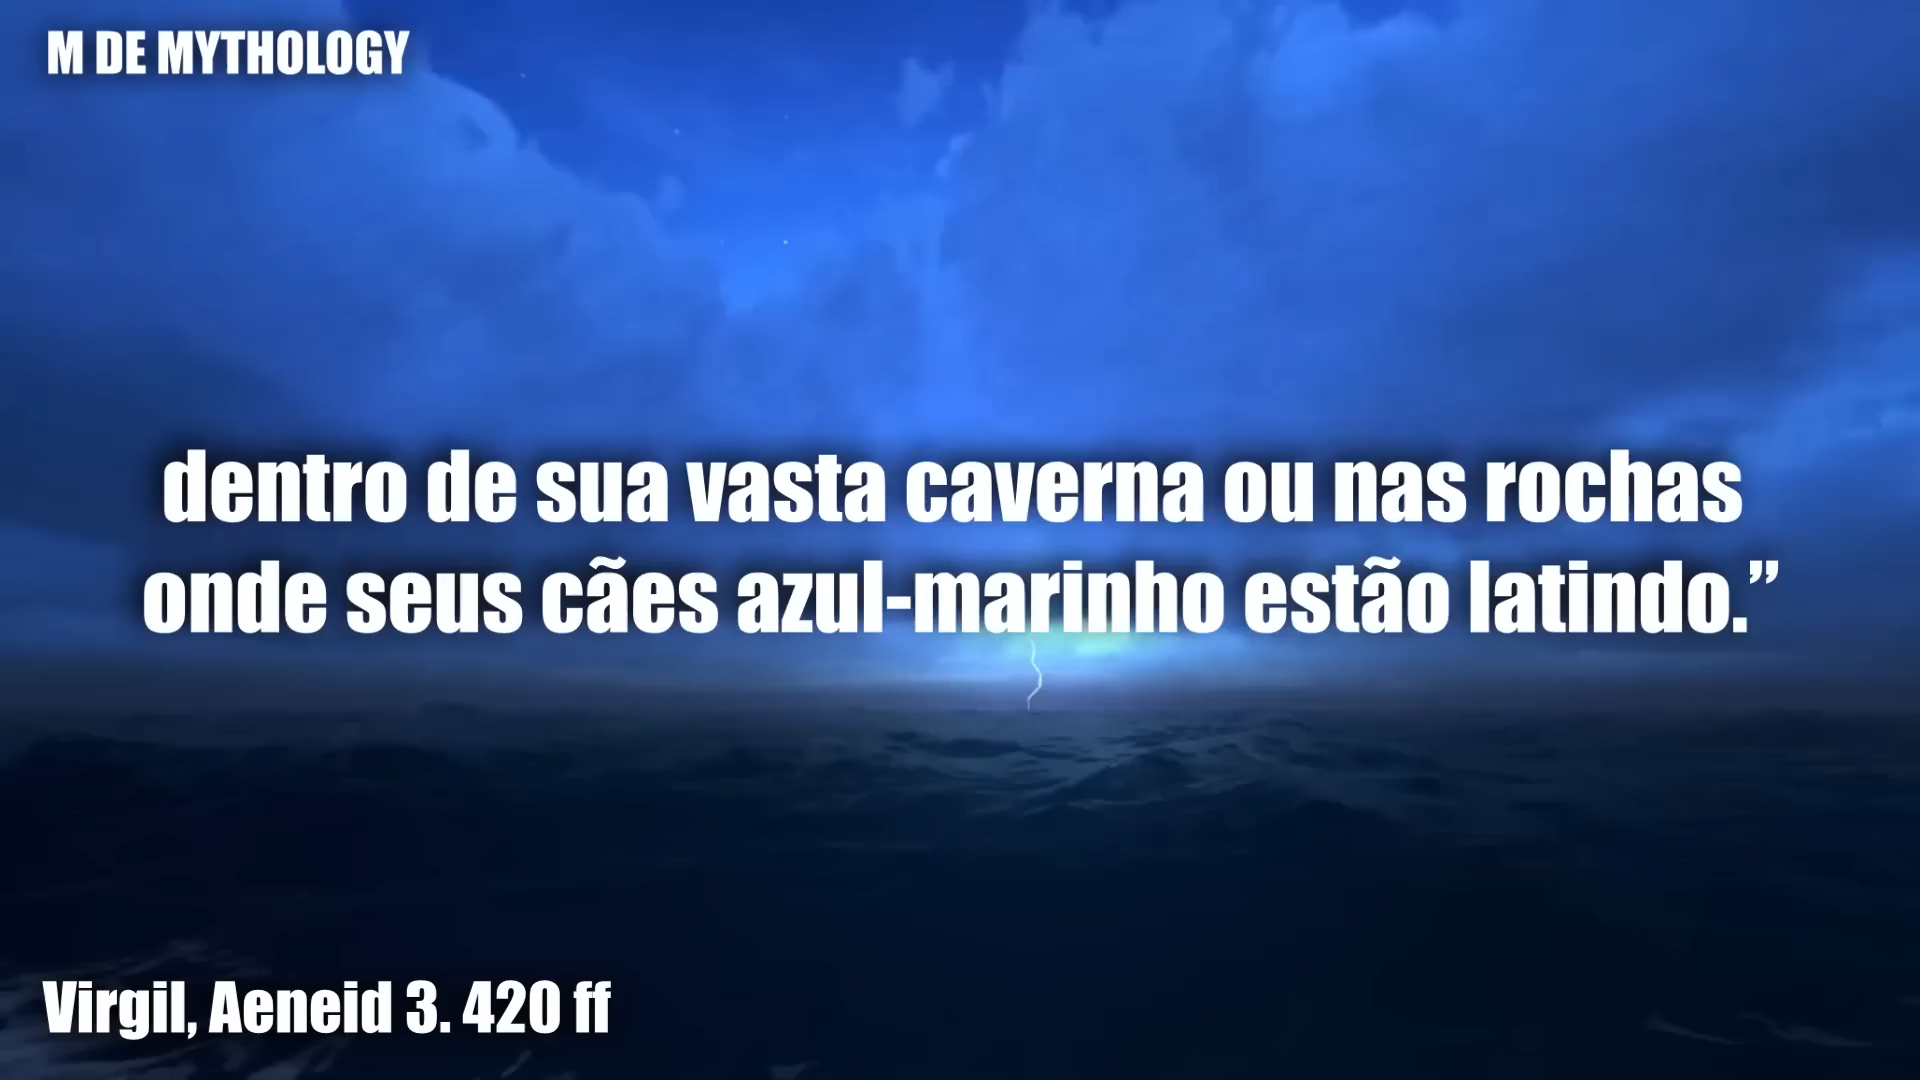 M DE MYTHOLOGY
dentro de sua vasta caverna ou nas rochas
onde seus cães azul-marinho estão latindo.”
Virgil, Aeneid 3. 420 ff